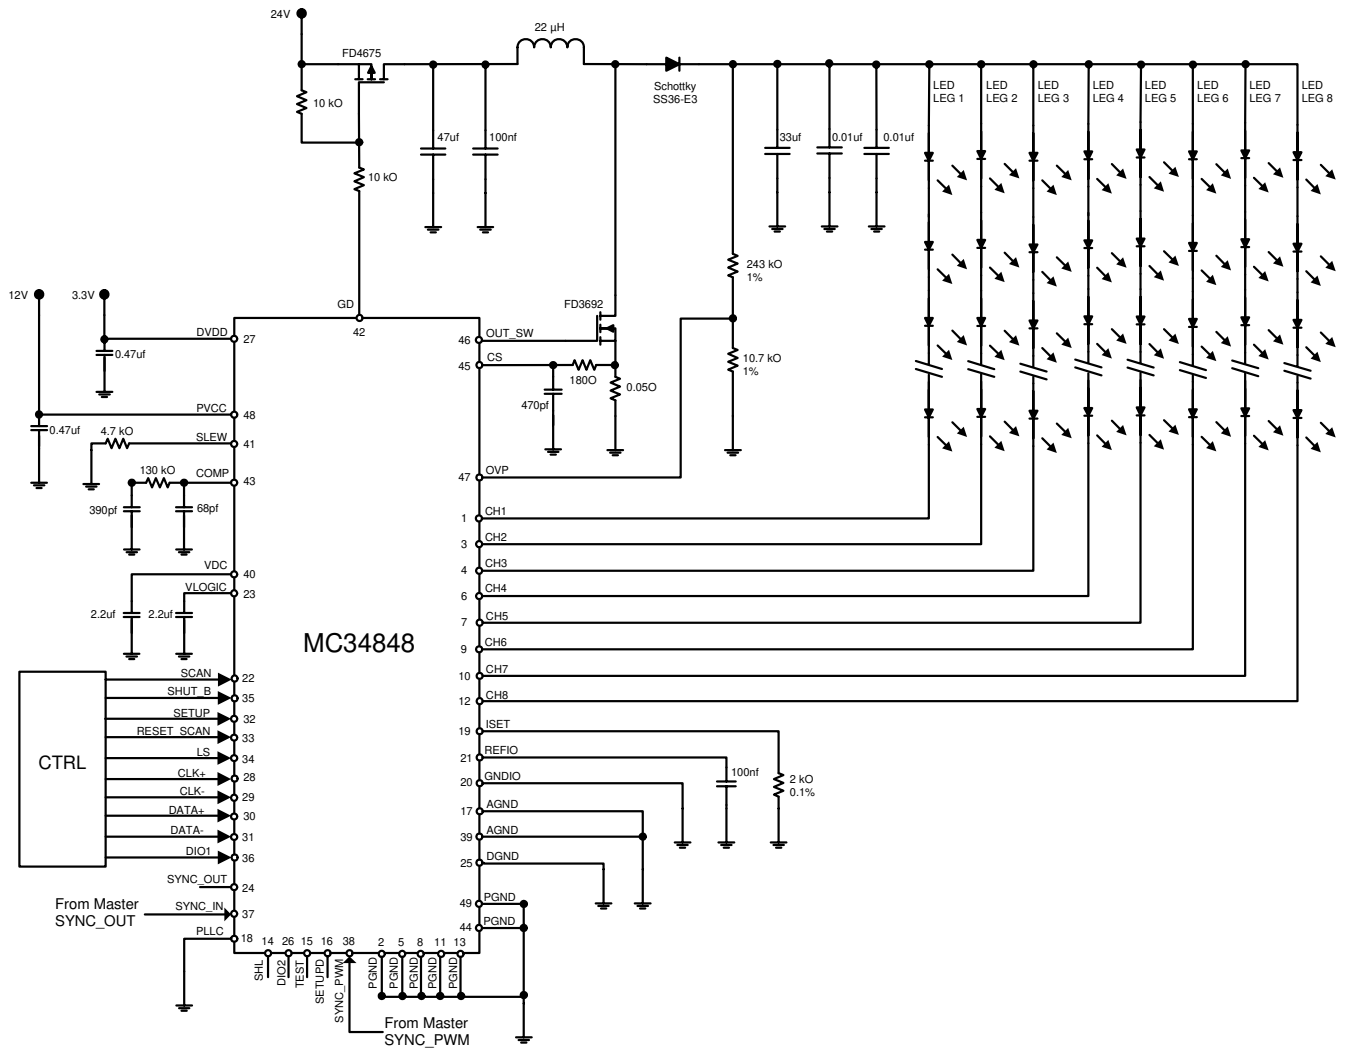 24V
FD4675
22 µH
10 kO
47uf
100nf
Schottky
SS36-E3
33uf
0.01uf
0.01uf
LED
LEG 1
LED
LEG 2
LED
LEG 3
LED
LEG 4
LED
LEG 5
LED
LEG 6
LED
LEG 7
LED
LEG 8
10 kO
243 kO
1%
12V
3.3V
GD
42
FD3692
DVDD
27
0.47uf
OUT_SW
46
CS
45
180O
0.05O
470pf
10.7 kO
1%
PVCC
48
0.47uf
4.7 kO
SLEW
41
130 kO
COMP
43
390pf
68pf
OVP
47
CH1
1
CH2
3
CH3
4
CH4
6
CH5
7
CH6
9
CH7
10
CH8
12
VDC
40
VLOGIC
23
2.2uf
2.2uf
MC34848
CTRL
SCAN
22
SHUT_B
35
SETUP
32
RESET_SCAN
33
LS
34
CLK+
28
CLK-
29
DATA+
30
DATA-
31
DIO1
36
SYNC_OUT
24
From Master
SYNC_OUT
SYNC_IN
37
PLLC
18
ISET
19
REFIO
21
100nf
2 kO
0.1%
GNDIO
20
AGND
17
AGND
39
DGND
25
PGND
49
PGND
44
14
26
15
16
38
2
5
8
11
13
SHL
DIO2
TEST
SETUPD
SYNC_PWM
PGND
PGND
PGND
PGND
PGND
From Master
SYNC_PWM